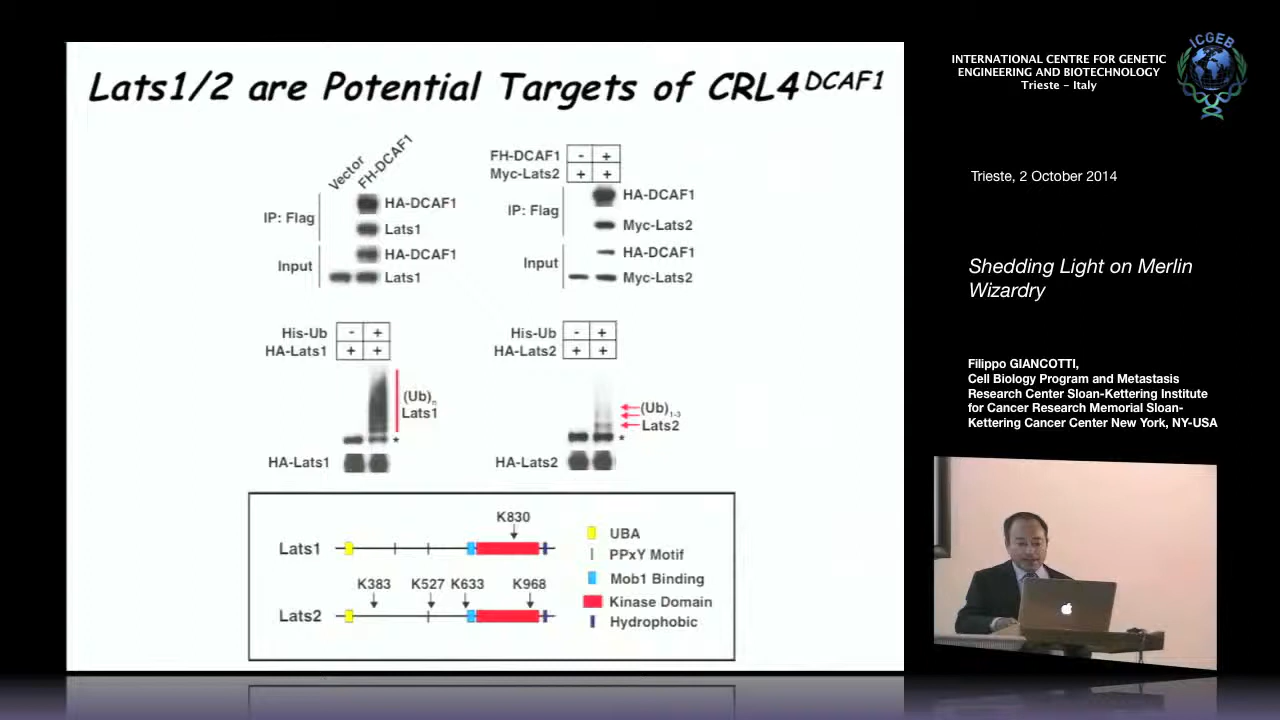 Lats1/2 are Potential Targets of CRL4DCAF1
Vector
FH-DCAF1
IP: Flag
HA-DCAF1
Lats1
Input
HA-DCAF1
Lats1
FH-DCAF1 - +
Myc-Lats2 + +
IP: Flag
HA-DCAF1
Myc-Lats2
Input
HA-DCAF1
Myc-Lats2
His-Ub - +
HA-Lats1 + +
(Ub)n
Lats1
*
HA-Lats1
His-Ub - +
HA-Lats2 + +
(Ub)1-3
Lats2
*
HA-Lats2
K830
Lats1
K383 K527 K633 K968
Lats2
UBA
PPxY Motif
Mob1 Binding
Kinase Domain
Hydrophobic
INTERNATIONAL CENTRE FOR GENETIC
ENGINEERING AND BIOTECHNOLOGY
Trieste - Italy
ICGEB
Trieste, 2 October 2014
Shedding Light on Merlin
Wizardry
Filippo GIANCOTTI,
Cell Biology Program and Metastasis
Research Center Sloan-Kettering Institute
for Cancer Research Memorial Sloan-
Kettering Cancer Center New York, NY-USA